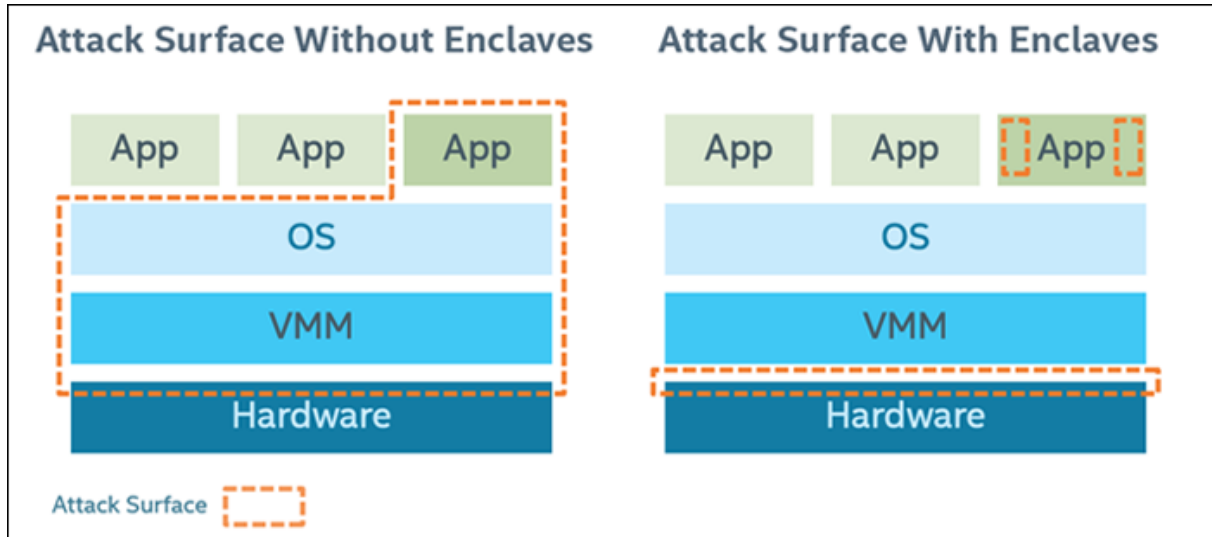 Attack Surface Without Enclaves
App App App
OS
VMM
Hardware
Attack Surface With Enclaves
App App App
OS
VMM
Hardware
Attack Surface